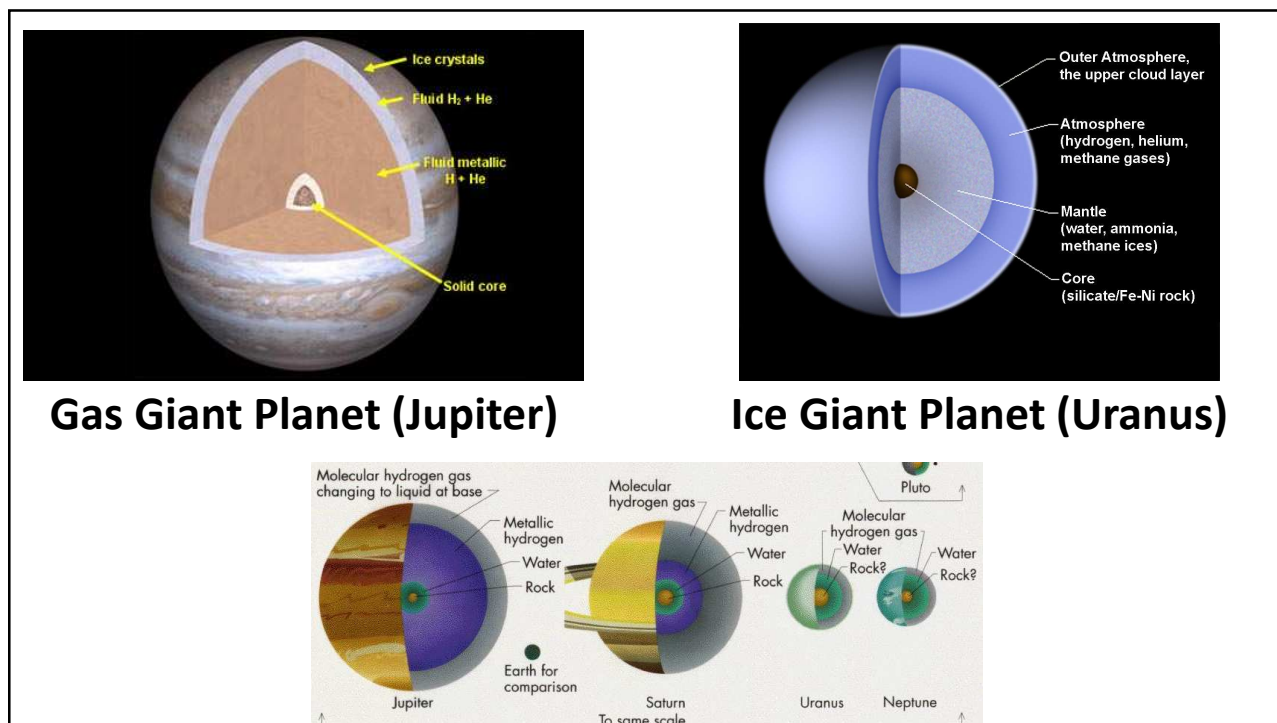 Ice crystals
Fluid H₂ + He
Fluid metallic
H + He
Solid core
Gas Giant Planet (Jupiter)
Outer Atmosphere,
the upper cloud layer
Atmosphere
(hydrogen, helium,
methane gases)
Mantle
(water, ammonia,
methane ices)
Core
(silicate/Fe-Ni rock)
Ice Giant Planet (Uranus)
Molecular hydrogen gas
changing to liquid at base
Metallic
hydrogen
Water
Rock
Earth for
comparison
Jupiter
Molecular
hydrogen gas
Metallic
hydrogen
Water
Rock
Saturn
To same scale
Pluto
Molecular
hydrogen gas
Water
Rock?
Uranus
Water
Rock?
Neptune